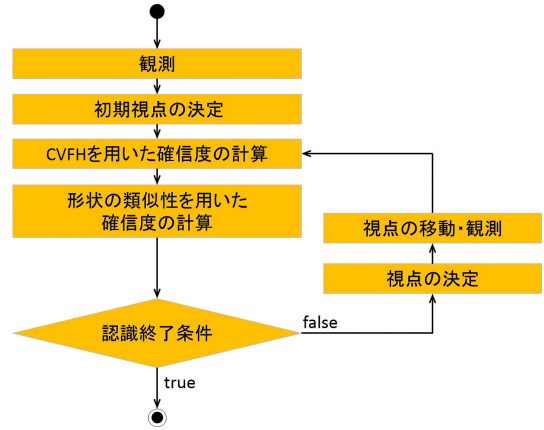 観測
初期視点の決定
CVFHを用いた確信度の計算
形状の類似性を用いた
確信度の計算
視点の移動・観測
視点の決定
認識終了条件
false
true